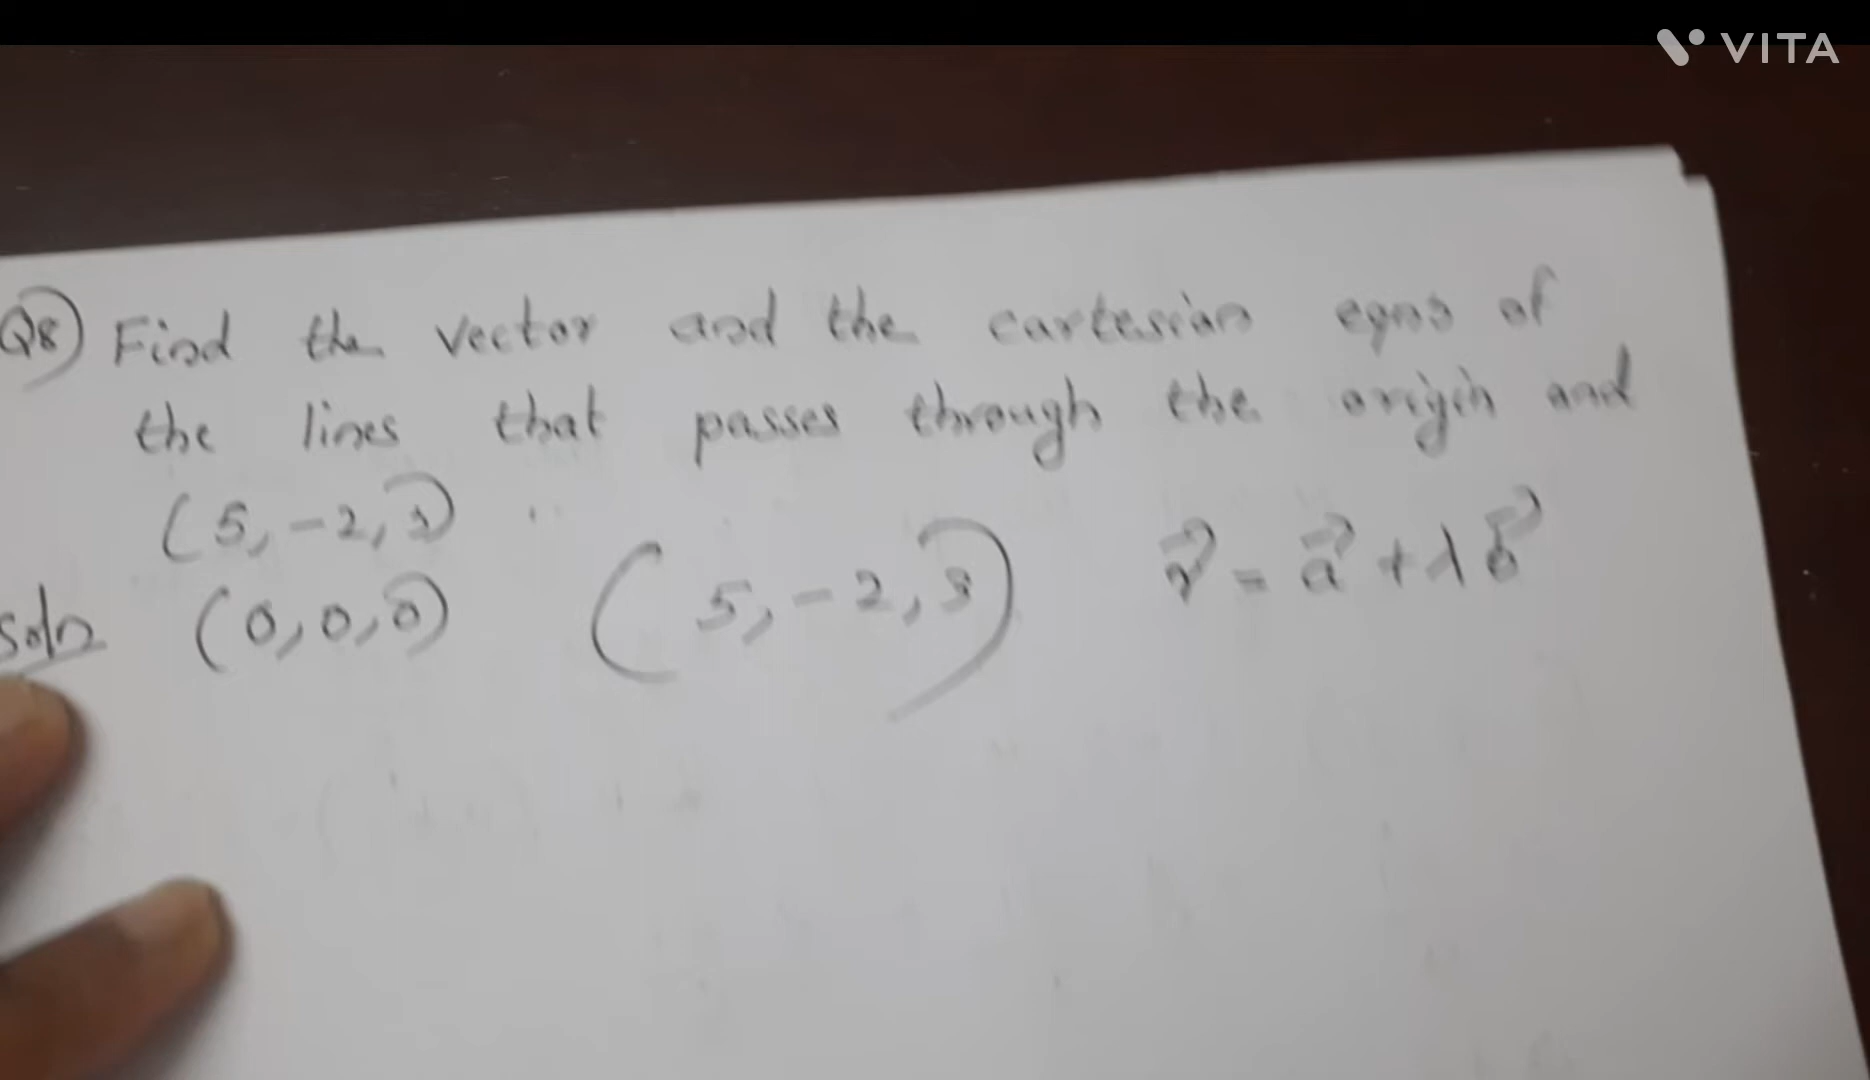 VITA
Q8) Find the vector and the cartesian eqns of
the lines that passes through the origin and
(5, -2, 3)
Soln (0, 0, 0) (5, -2, 3) r⃗ = a⃗ + λ b⃗